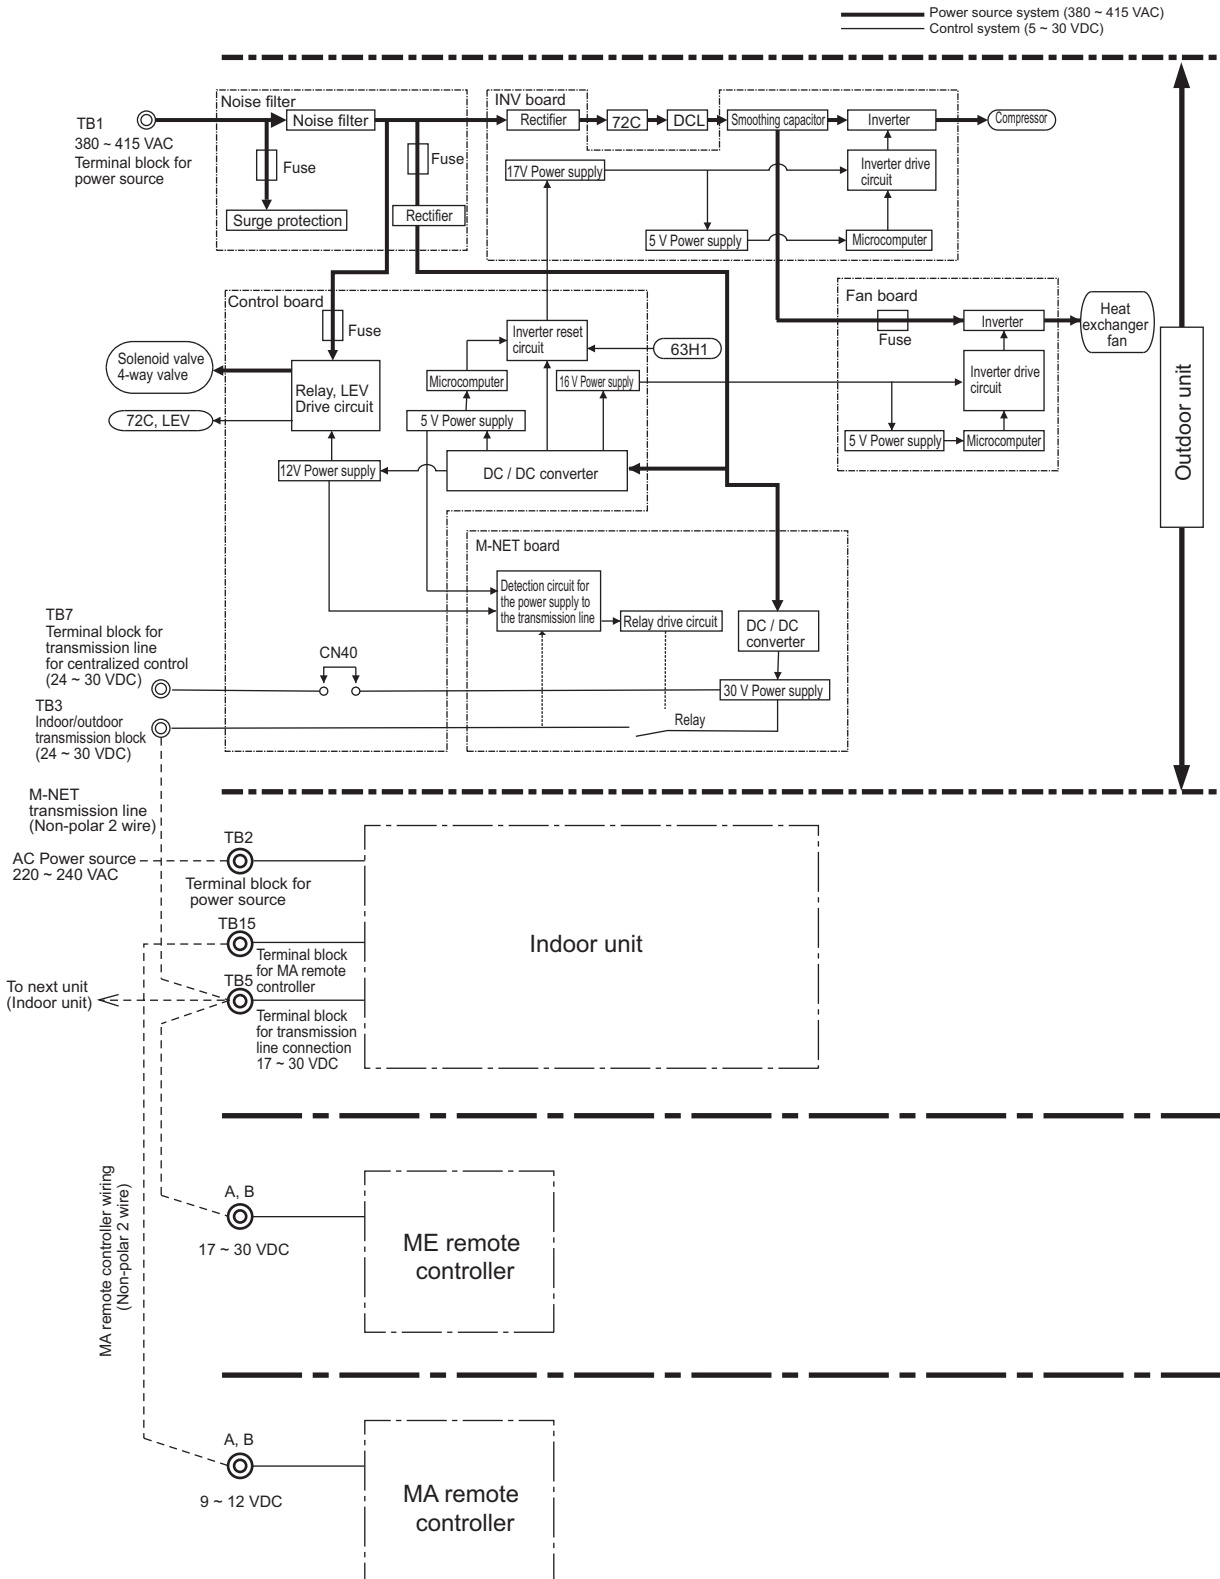 Power source system (380 ~ 415 VAC)
Control system (5 ~ 30 VDC)
Noise filter
INV board
TB1
380 ~ 415 VAC
Terminal block for
power source
Noise filter
Rectifier
72C
DCL
Smoothing capacitor
Inverter
Compressor
Fuse
Fuse
17V Power supply
Inverter drive
circuit
Surge protection
Rectifier
5 V Power supply
Microcomputer
Control board
Fan board
Fuse
Inverter reset
circuit
63H1
Fuse
Inverter
Heat
exchanger
fan
Solenoid valve
4-way valve
Relay, LEV
Drive circuit
Microcomputer
16 V Power supply
Inverter drive
circuit
72C, LEV
5 V Power supply
5 V Power supply
Microcomputer
12V Power supply
DC / DC converter
Outdoor unit
M-NET board
Detection circuit for
the power supply to
the transmission line
Relay drive circuit
DC / DC
converter
TB7
Terminal block for
transmission line
for centralized control
(24 ~ 30 VDC)
CN40
30 V Power supply
TB3
Indoor/outdoor
transmission block
(24 ~ 30 VDC)
Relay
M-NET
transmission line
(Non-polar 2 wire)
AC Power source
220 ~ 240 VAC
TB2
Terminal block for
power source
TB15
Terminal block
for MA remote
controller
Indoor unit
To next unit
(Indoor unit)
TB5
Terminal block
for transmission
line connection
17 ~ 30 VDC
MA remote controller wiring
(Non-polar 2 wire)
A, B
17 ~ 30 VDC
ME remote
controller
A, B
9 ~ 12 VDC
MA remote
controller